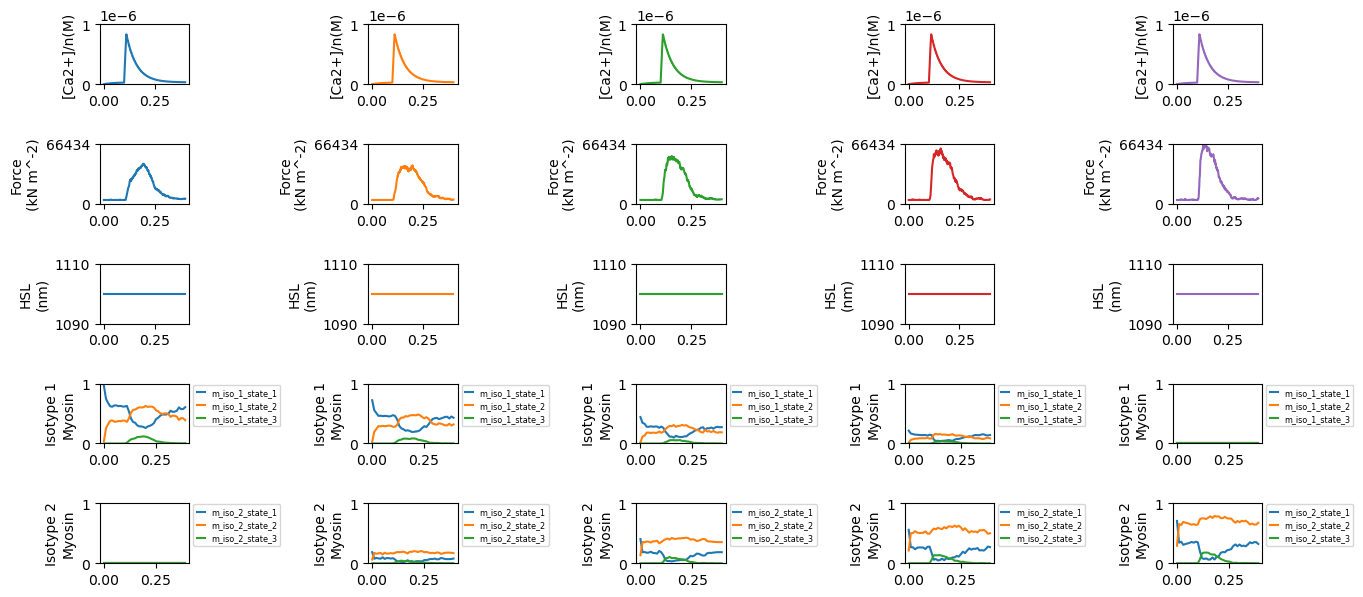 1e−6 1e−6 1e−6 1e−6 1e−6
1 1 1 1 1
[Ca2+]/n(M) [Ca2+]/n(M) [Ca2+]/n(M) [Ca2+]/n(M) [Ca2+]/n(M)
0 0 0 0 0
0.00 0.25 0.00 0.25 0.00 0.25 0.00 0.25 0.00 0.25
66434 66434 66434 66434 66434
Force Force Force Force Force
(kN m^-2) (kN m^-2) (kN m^-2) (kN m^-2) (kN m^-2)
0 0 0 0 0
0.00 0.25 0.00 0.25 0.00 0.25 0.00 0.25 0.00 0.25
1110 1110 1110 1110 1110
HSL HSL HSL HSL HSL
(nm) (nm) (nm) (nm) (nm)
1090 1090 1090 1090 1090
0.00 0.25 0.00 0.25 0.00 0.25 0.00 0.25 0.00 0.25
1 1 1 1 1
Isotype 1 Isotype 1 Isotype 1 Isotype 1 Isotype 1
Myosin Myosin Myosin Myosin Myosin
m_iso_1_state_1 m_iso_1_state_1 m_iso_1_state_1 m_iso_1_state_1 m_iso_1_state_1
m_iso_1_state_2 m_iso_1_state_2 m_iso_1_state_2 m_iso_1_state_2 m_iso_1_state_2
m_iso_1_state_3 m_iso_1_state_3 m_iso_1_state_3 m_iso_1_state_3 m_iso_1_state_3
0 0 0 0 0
0.00 0.25 0.00 0.25 0.00 0.25 0.00 0.25 0.00 0.25
1 1 1 1 1
Isotype 2 Isotype 2 Isotype 2 Isotype 2 Isotype 2
Myosin Myosin Myosin Myosin Myosin
m_iso_2_state_1 m_iso_2_state_1 m_iso_2_state_1 m_iso_2_state_1 m_iso_2_state_1
m_iso_2_state_2 m_iso_2_state_2 m_iso_2_state_2 m_iso_2_state_2 m_iso_2_state_2
m_iso_2_state_3 m_iso_2_state_3 m_iso_2_state_3 m_iso_2_state_3 m_iso_2_state_3
0 0 0 0 0
0.00 0.25 0.00 0.25 0.00 0.25 0.00 0.25 0.00 0.25